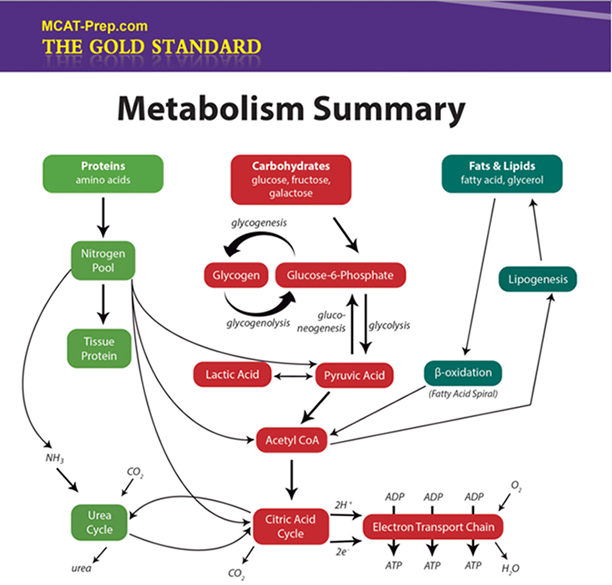 MCAT-Prep.com
THE GOLD STANDARD
Metabolism Summary
Proteins
amino acids
Carbohydrates
glucose, fructose,
galactose
Fats & Lipids
fatty acid, glycerol
glycogenesis
Nitrogen
Pool
Glycogen
Glucose-6-Phosphate
Lipogenesis
glycogenolysis
gluco-
neogenesis
glycolysis
Tissue
Protein
Lactic Acid
Pyruvic Acid
β-oxidation
(Fatty Acid Spiral)
Acetyl CoA
NH₃
CO₂
Urea
Cycle
urea
Citric Acid
Cycle
CO₂
2H⁺
2e⁻
ADP ADP ADP
O₂
Electron Transport Chain
ATP ATP ATP
H₂O